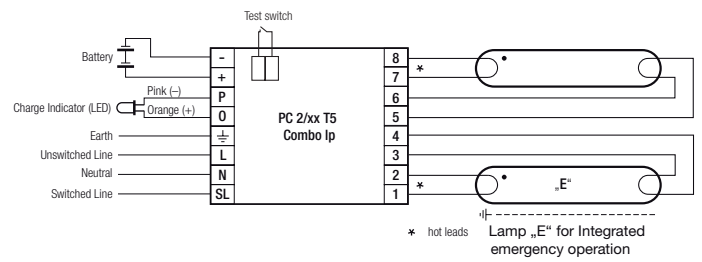 Test switch
Battery
-
+
P
O
L
N
SL
Pink (–)
Charge Indicator (LED)
Orange (+)
Earth
Unswitched Line
Neutral
Switched Line
PC 2/xx T5
Combo lp
8
7
6
5
4
3
2
1
*
*
„E“
* hot leads
Lamp „E“ for Integrated
emergency operation